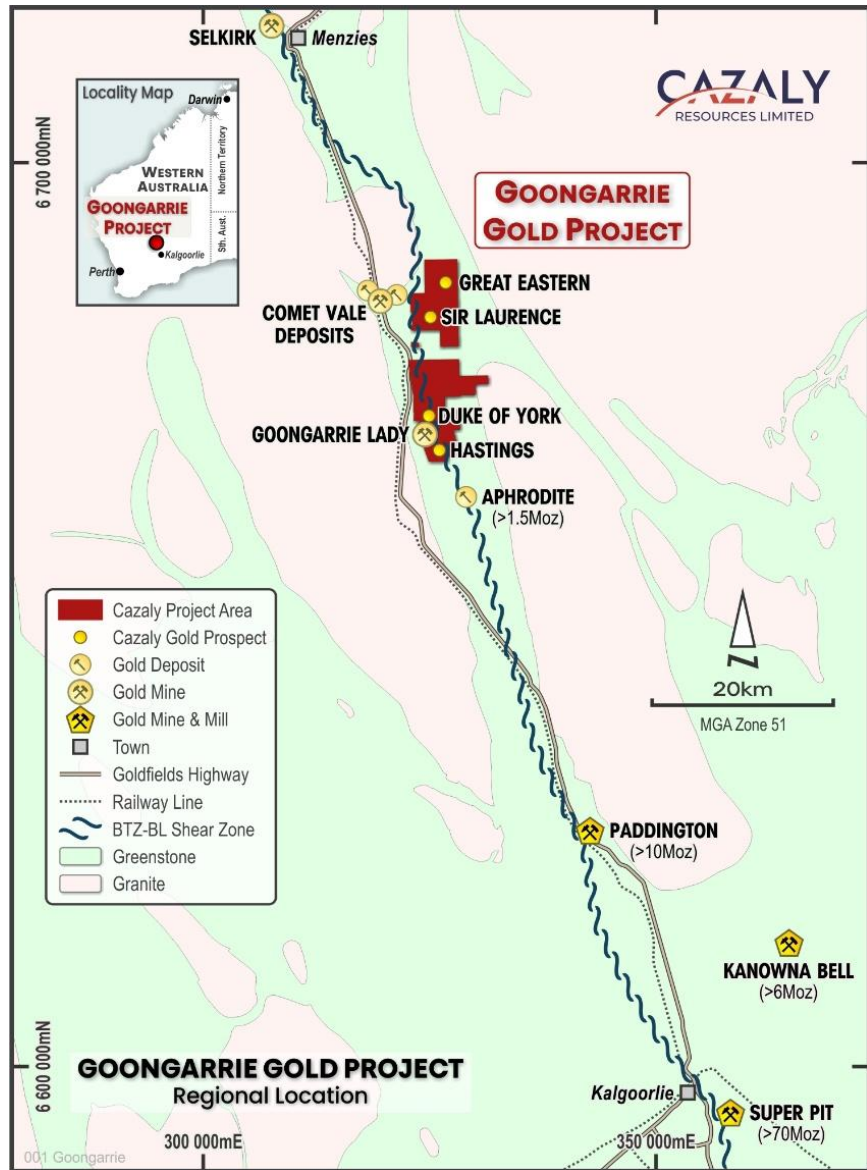 SELKIRK
Menzies
CAZALY
RESOURCES LIMITED
Locality Map
Darwin
WESTERN
AUSTRALIA
Northern Territory
GOONGARRIE
PROJECT
Sth. Aust.
Kalgoorlie
Perth
6 700 000mN
GOONGARRIE
GOLD PROJECT
GREAT EASTERN
COMET VALE
DEPOSITS
SIR LAURENCE
DUKE OF YORK
GOONGARRIE LADY
HASTINGS
APHRODITE
(>1.5Moz)
Cazaly Project Area
Cazaly Gold Prospect
Gold Deposit
Gold Mine
Gold Mine & Mill
Town
Goldfields Highway
Railway Line
BTZ-BL Shear Zone
Greenstone
Granite
N
20km
MGA Zone 51
PADDINGTON
(>10Moz)
KANOWNA BELL
(>6Moz)
6 600 000mN
GOONGARRIE GOLD PROJECT
Regional Location
Kalgoorlie
SUPER PIT
(>70Moz)
300 000mE
350 000mE
001 Goongarrie